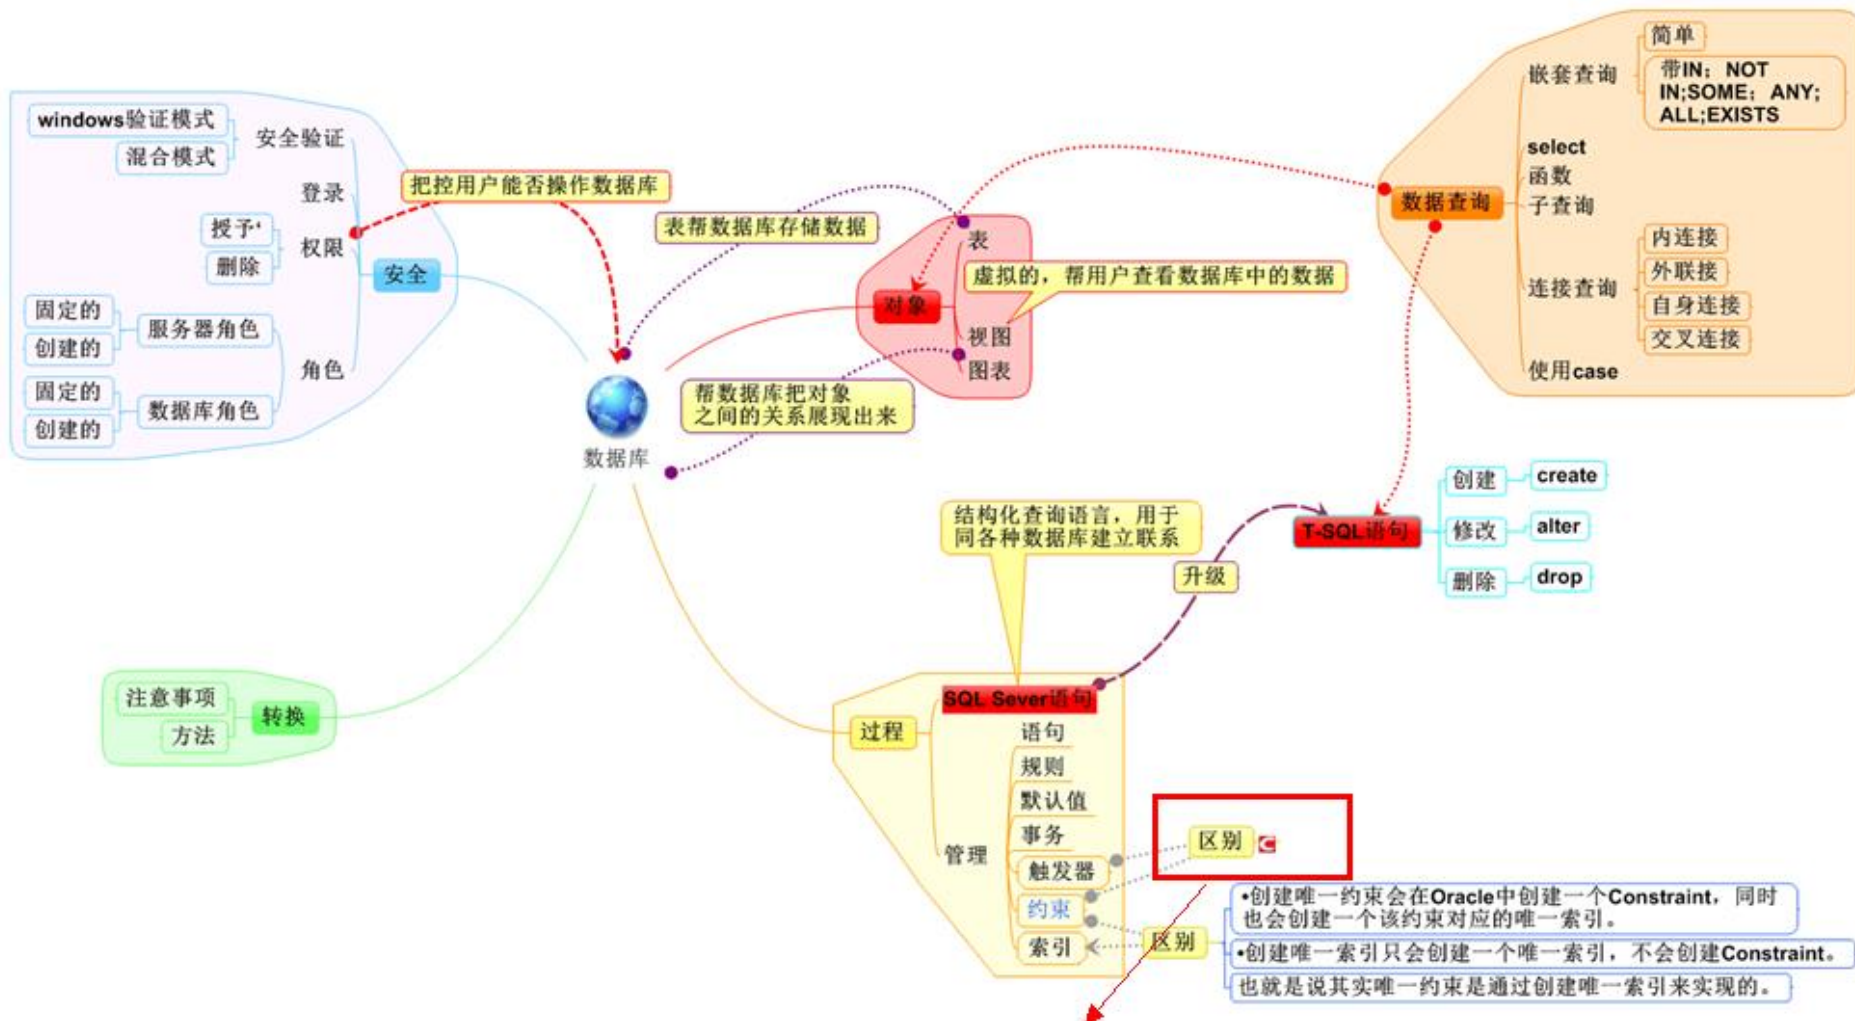 windows验证模式
混合模式
安全验证
登录
授予
删除
权限
固定的
创建的
服务器角色
固定的
创建的
数据库角色
角色
安全
把控用户能否操作数据库
表帮数据库存储数据
对象
表
虚拟的，帮用户查看数据库中的数据
视图
图表
帮数据库把对象
之间的关系展现出来
数据库
数据查询
嵌套查询
简单
带IN；NOT
IN;SOME；ANY;
ALL;EXISTS
select
函数
子查询
连接查询
内连接
外联接
自身连接
交叉连接
使用case
T-SQL语句
创建
create
修改
alter
删除
drop
结构化查询语言，用于
同各种数据库建立联系
升级
注意事项
方法
转换
过程
SQL Sever语句
管理
语句
规则
默认值
事务
触发器
约束
索引
区别
C
区别
•创建唯一约束会在Oracle中创建一个Constraint，同时
也会创建一个该约束对应的唯一索引。
•创建唯一索引只会创建一个唯一索引，不会创建Constraint。
也就是说其实唯一约束是通过创建唯一索引来实现的。